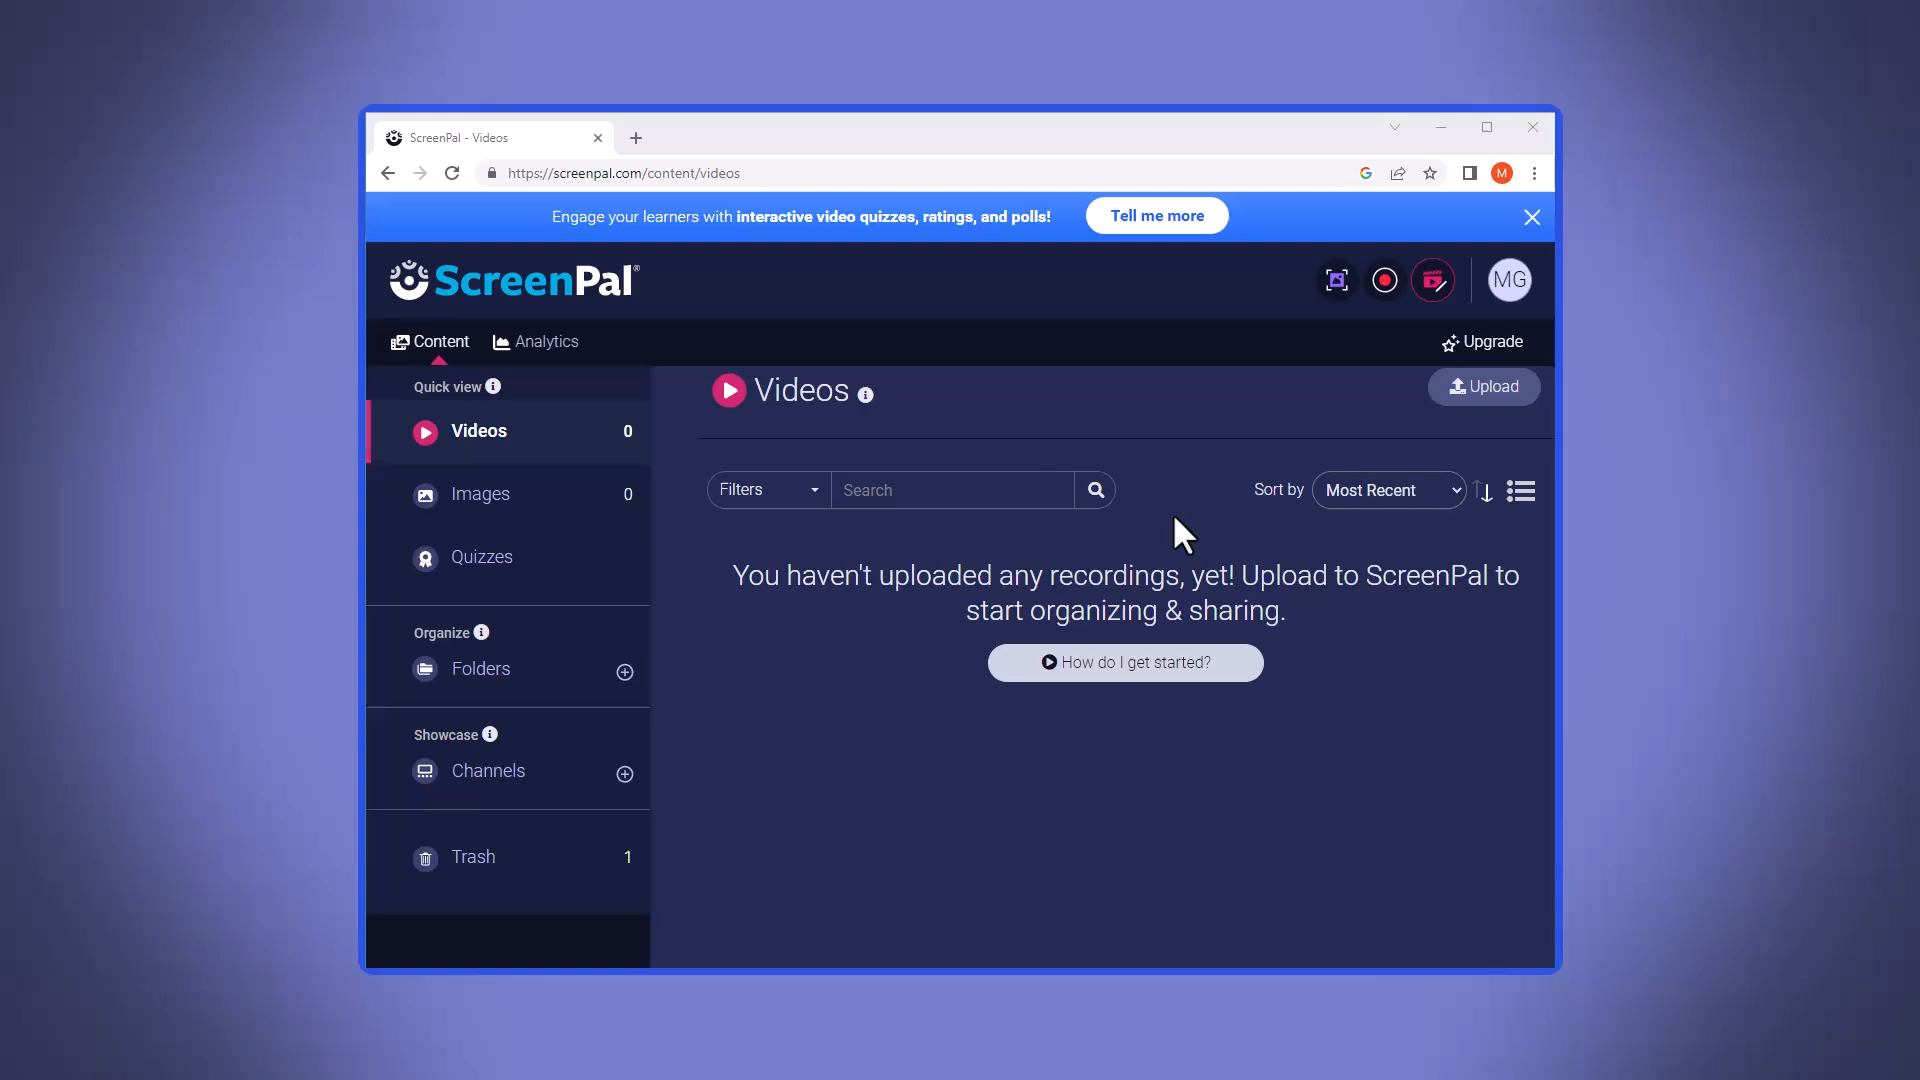 ScreenPal - Videos
https://screenpal.com/content/videos
M
Engage your learners with interactive video quizzes, ratings, and polls!
Tell me more
ScreenPal®
MG
Content
Analytics
Upgrade
Quick view
Videos 0
Images 0
Quizzes
Organize
Folders
Showcase
Channels
Trash 1
Videos
Upload
Filters
Search
Sort by
Most Recent
You haven't uploaded any recordings, yet! Upload to ScreenPal to
start organizing & sharing.
How do I get started?